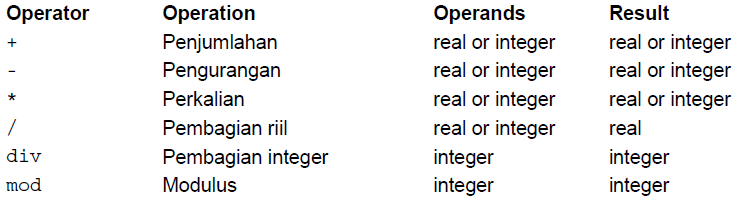 Operator Operation Operands Result
+ Penjumlahan real or integer real or integer
- Pengurangan real or integer real or integer
* Perkalian real or integer real or integer
/ Pembagian riil real or integer real
div Pembagian integer integer integer
mod Modulus integer integer